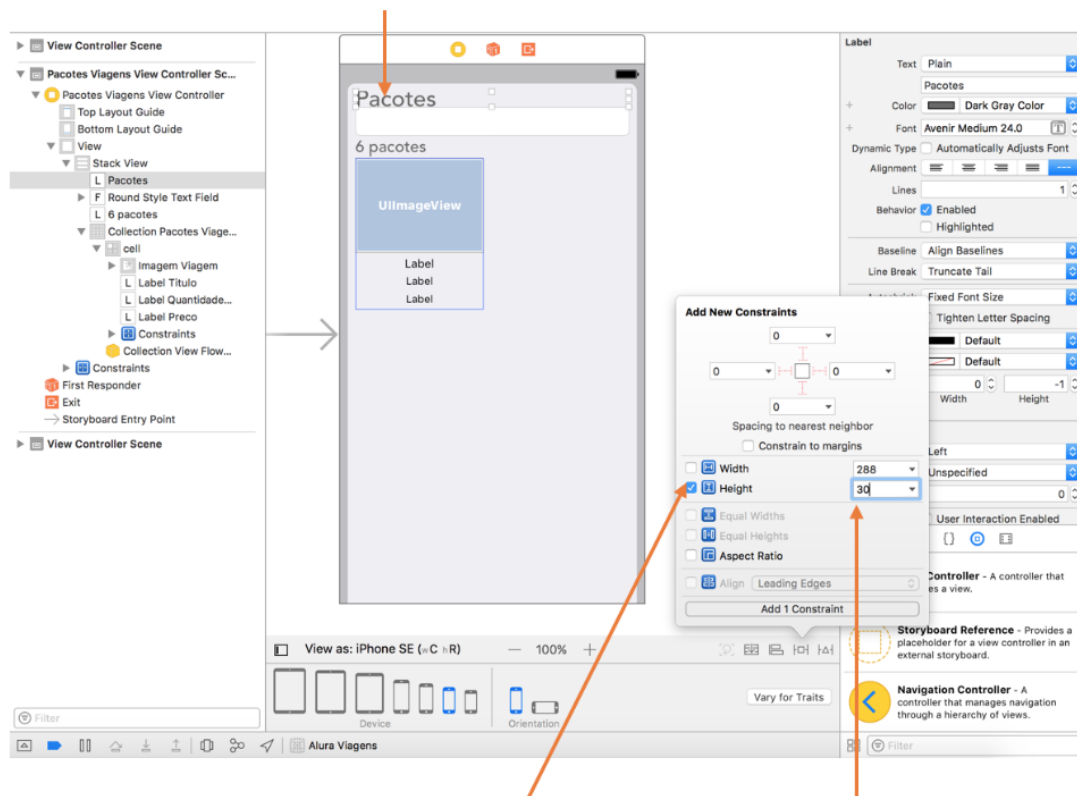 View Controller Scene
Pacotes Viagens View Controller Sc...
Pacotes Viagens View Controller
Top Layout Guide
Bottom Layout Guide
View
Stack View
L Pacotes
F Round Style Text Field
L 6 pacotes
Collection Pacotes Viage...
cell
Imagem Viagem
L Label Titulo
L Label Quantidade...
L Label Preco
Constraints
Collection View Flow...
Constraints
First Responder
Exit
Storyboard Entry Point
View Controller Scene
Filter
Pacotes
6 pacotes
UIImageView
Label
Label
Label
View as: iPhone SE (wC hR)
— 100% +
Vary for Traits
Device
Orientation
Alura Viagens
Add New Constraints
0
0
0
0
Spacing to nearest neighbor
Constrain to margins
Width 288
Height 30
Equal Widths
Equal Heights
Aspect Ratio
Align Leading Edges
Add 1 Constraint
Label
Text Plain
Pacotes
+ Color Dark Gray Color
+ Font Avenir Medium 24.0 T
Dynamic Type Automatically Adjusts Font
Alignment
Lines 1
Behavior Enabled
Highlighted
Baseline Align Baselines
Line Break Truncate Tail
Fixed Font Size
Tighten Letter Spacing
Default
Default
0 -1
Width Height
Left
Unspecified
0
User Interaction Enabled
{}
Controller - A controller that
es a view.
Storyboard Reference - Provides a
placeholder for a view controller in an
external storyboard.
Navigation Controller - A
controller that manages navigation
through a hierarchy of views.
Filter